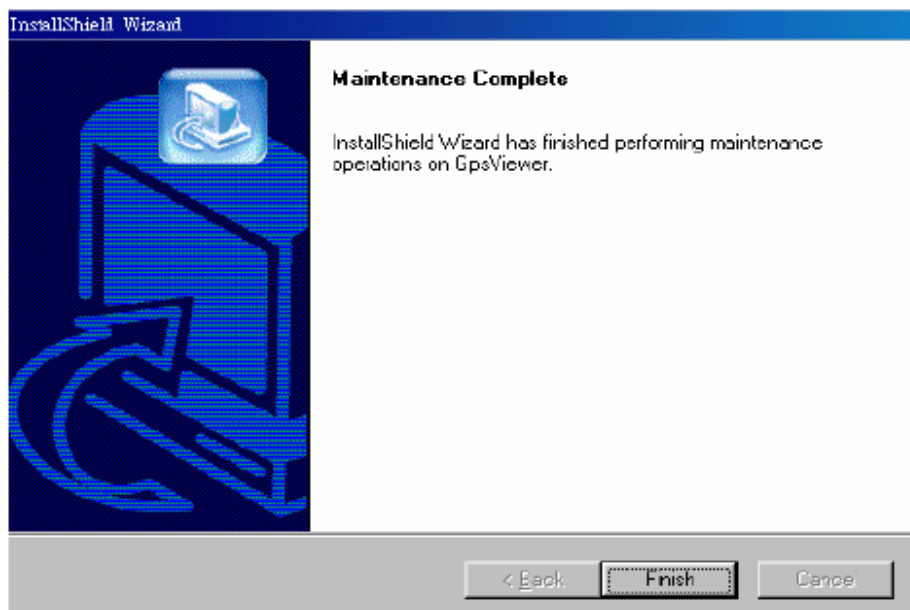 InstallShield Wizard
Maintenance Complete
InstallShield Wizard has finished performing maintenance
operations on GpsViewer.
< Back
Finish
Cancel